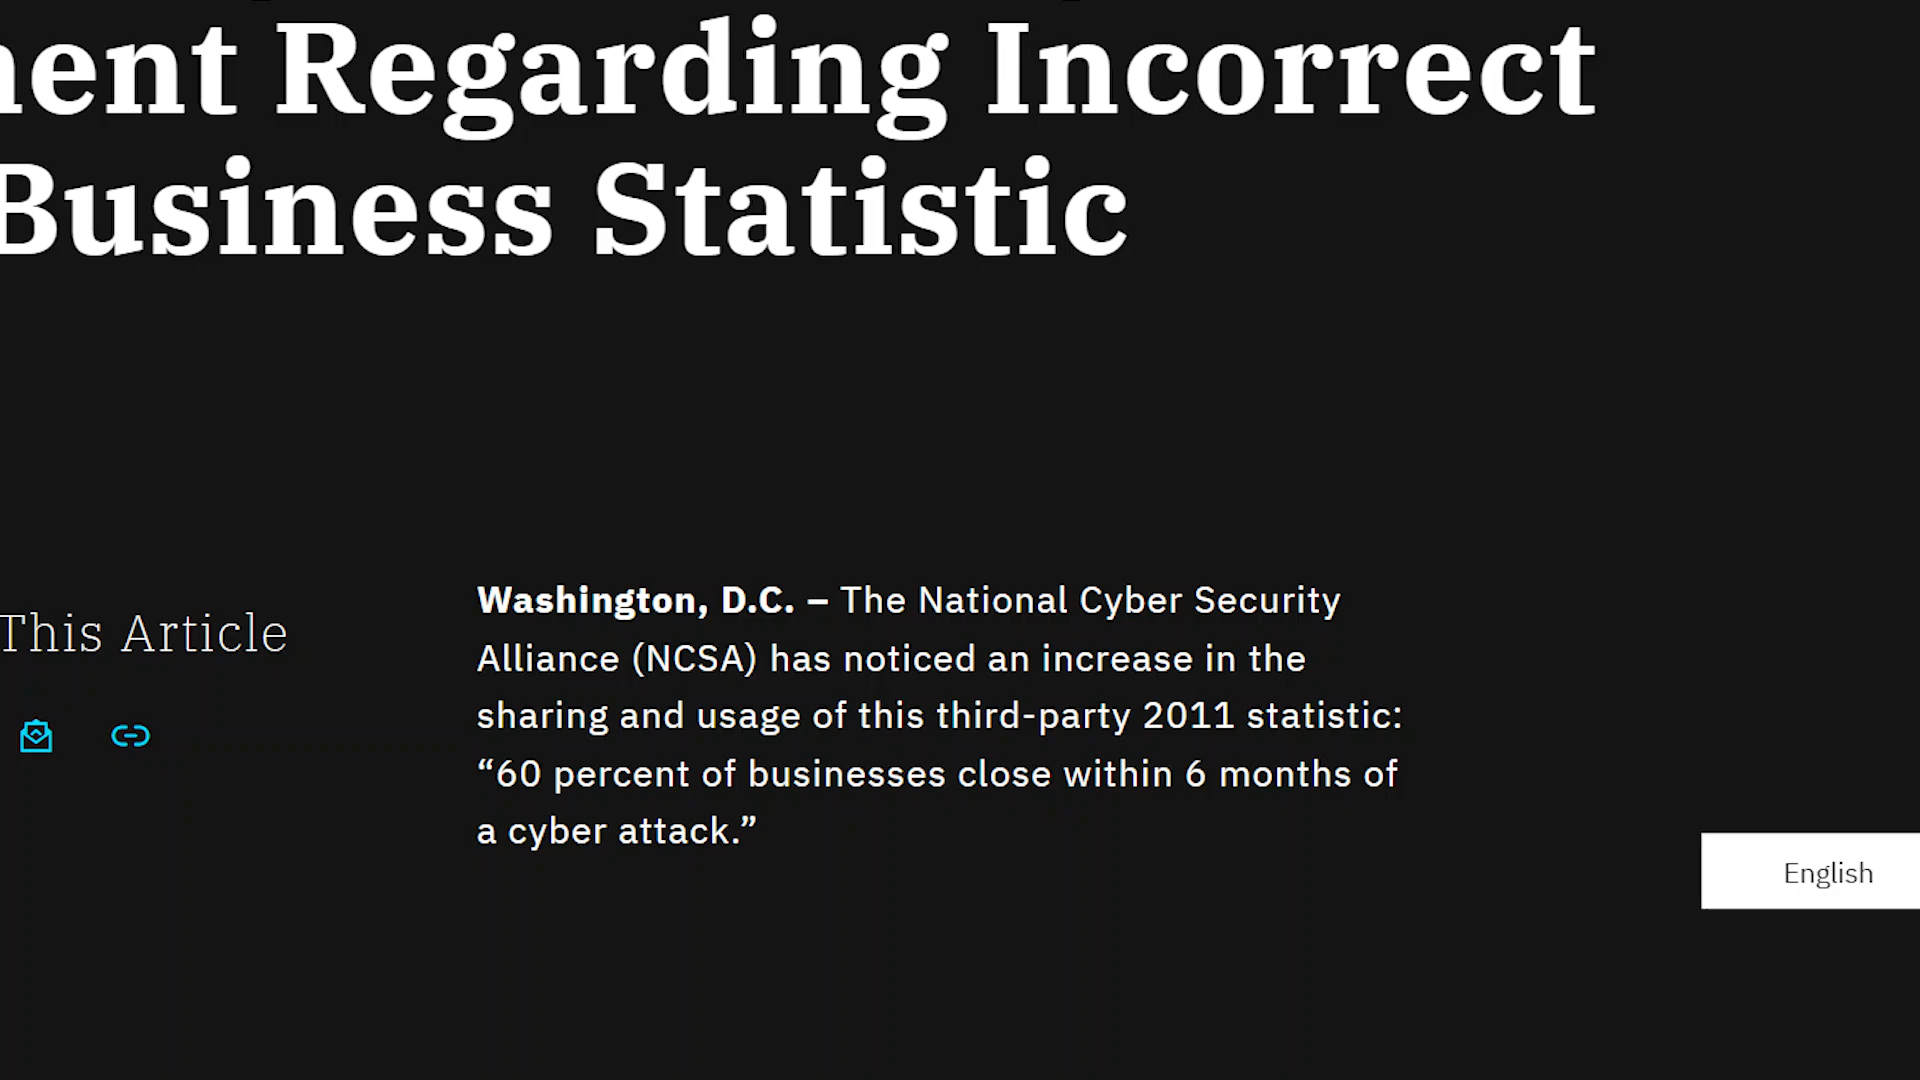 ent Regarding Incorrect
Business Statistic
This Article
Washington, D.C. – The National Cyber Security
Alliance (NCSA) has noticed an increase in the
sharing and usage of this third-party 2011 statistic:
“60 percent of businesses close within 6 months of
a cyber attack.”
English